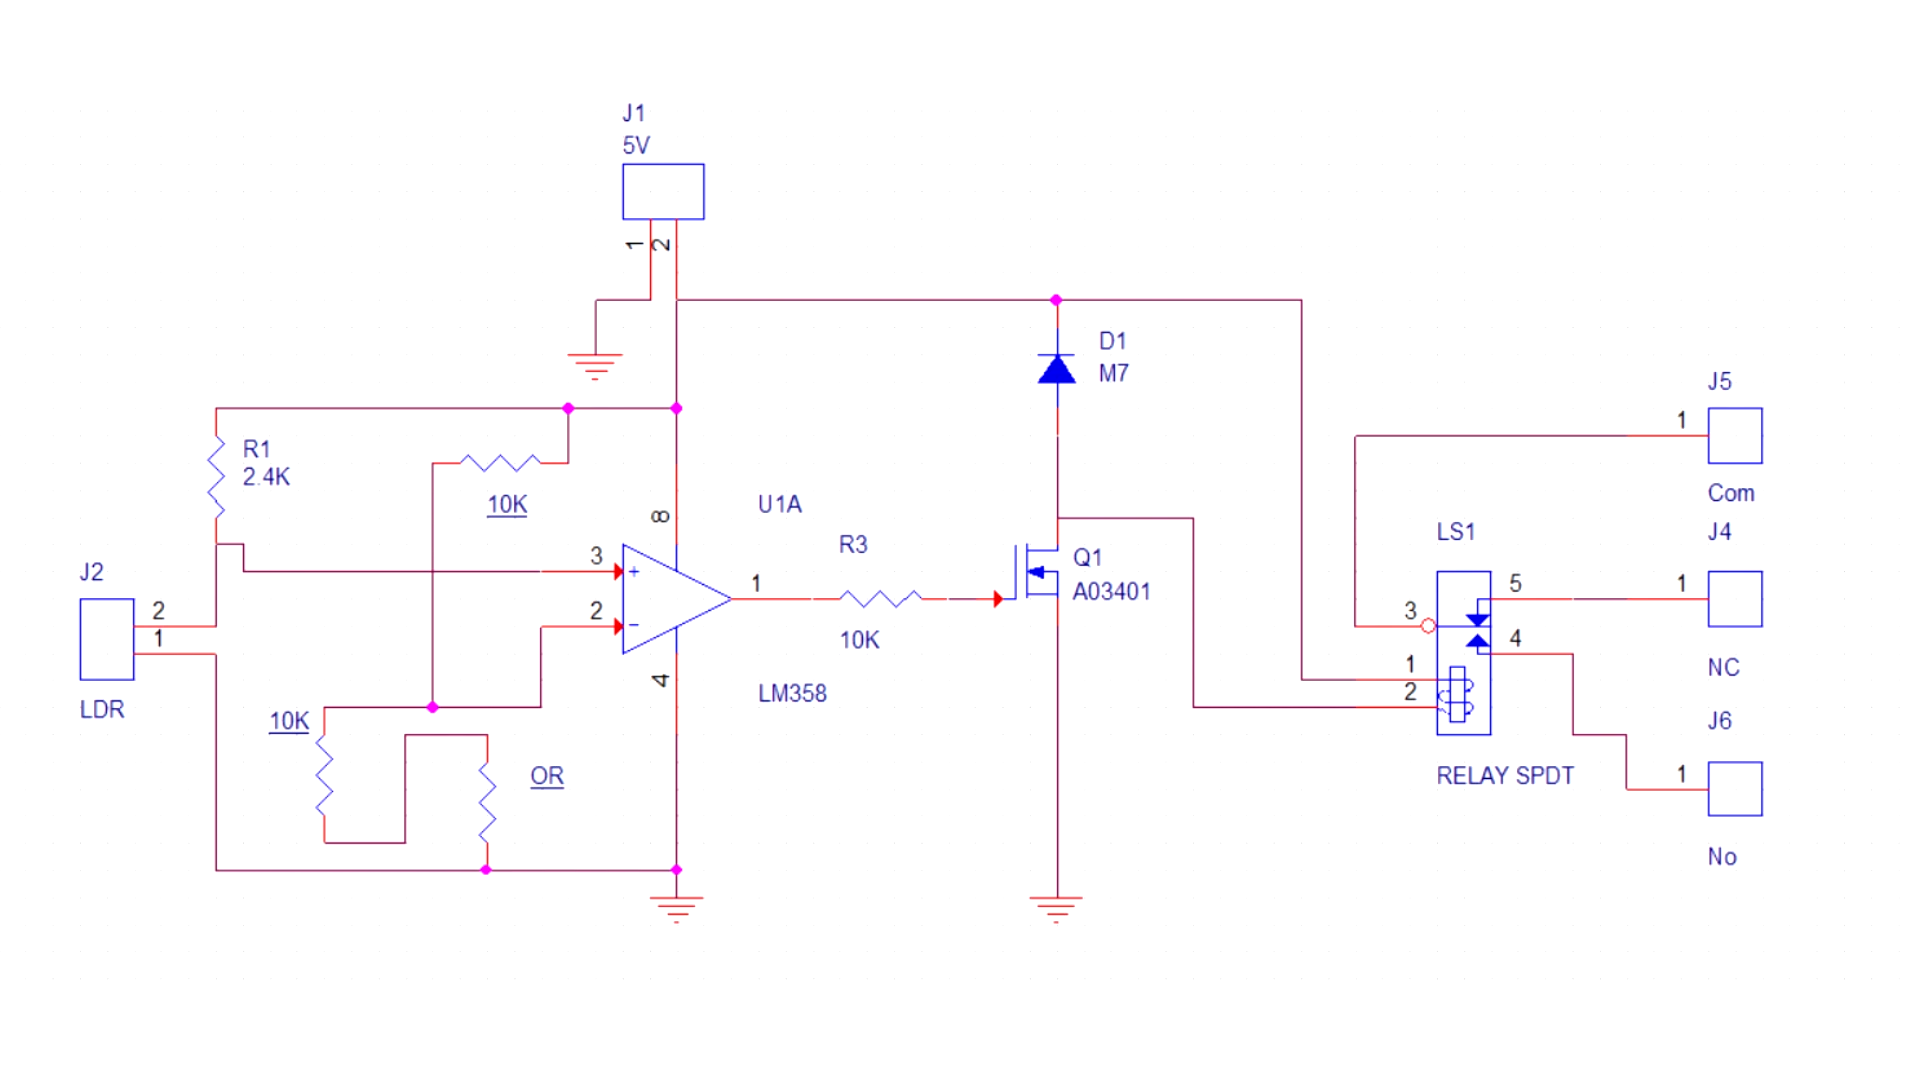 J1
5V
1
2
D1
M7
J5
1
Com
R1
2.4K
10K
8
U1A
LS1
J4
3
+
1
R3
Q1
A03401
5
1
J2
2
1
2
-
10K
3
4
1
2
NC
LDR
10K
4
LM358
J6
OR
RELAY SPDT
1
No